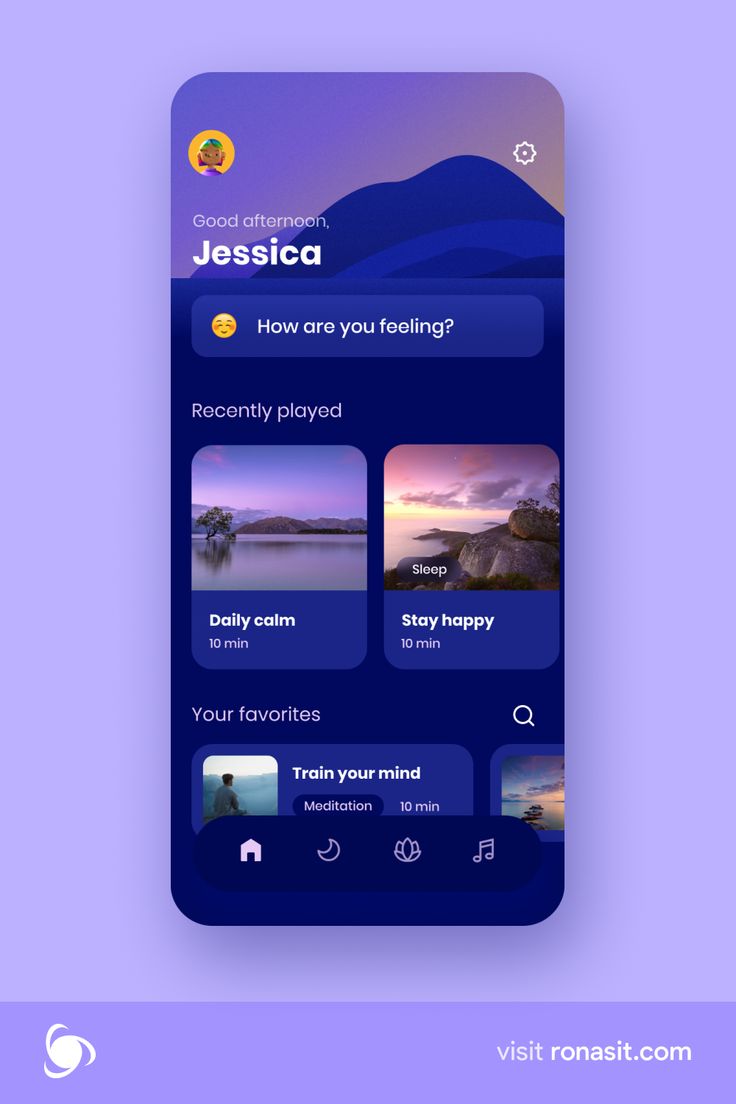 Good afternoon,
Jessica
How are you feeling?
Recently played
Sleep
Daily calm
10 min
Stay happy
10 min
Your favorites
Train your mind
Meditation 10 min
visit ronasit.com